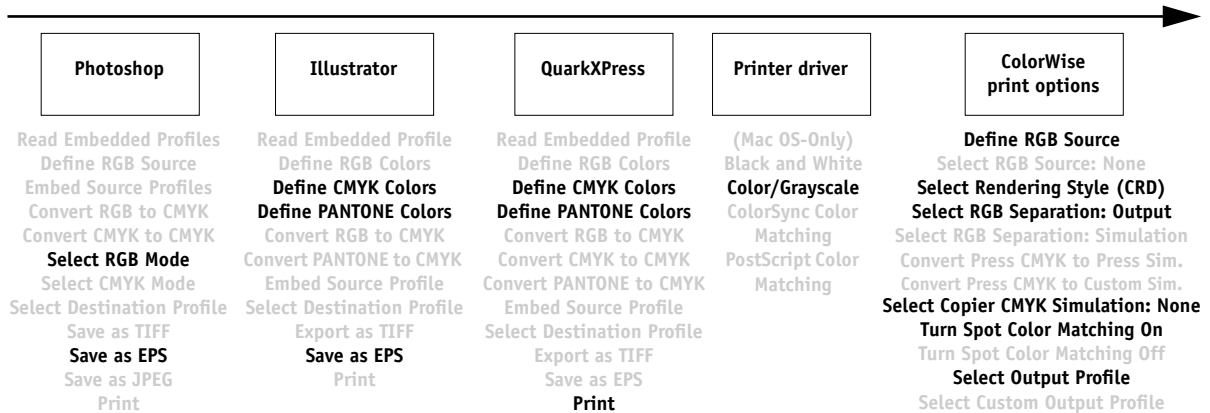 Photoshop
Read Embedded Profiles
Define RGB Source
Embed Source Profiles
Convert RGB to CMYK
Convert CMYK to CMYK
Select RGB Mode
Select CMYK Mode
Select Destination Profile
Save as TIFF
Save as EPS
Save as JPEG
Print
Illustrator
Read Embedded Profile
Define RGB Colors
Define CMYK Colors
Define PANTONE Colors
Convert RGB to CMYK
Convert PANTONE to CMYK
Embed Source Profile
Select Destination Profile
Export as TIFF
Save as EPS
Print
QuarkXPress
Read Embedded Profile
Define RGB Colors
Define CMYK Colors
Define PANTONE Colors
Convert RGB to CMYK
Convert CMYK to CMYK
Convert PANTONE to CMYK
Embed Source Profile
Select Destination Profile
Export as TIFF
Save as EPS
Print
Printer driver
(Mac OS-Only)
Black and White
Color/Grayscale
ColorSync Color
Matching
PostScript Color
Matching
ColorWise
print options
Define RGB Source
Select RGB Source: None
Select Rendering Style (CRD)
Select RGB Separation: Output
Select RGB Separation: Simulation
Convert Press CMYK to Press Sim.
Convert Press CMYK to Custom Sim.
Select Copier CMYK Simulation: None
Turn Spot Color Matching On
Turn Spot Color Matching Off
Select Output Profile
Select Custom Output Profile